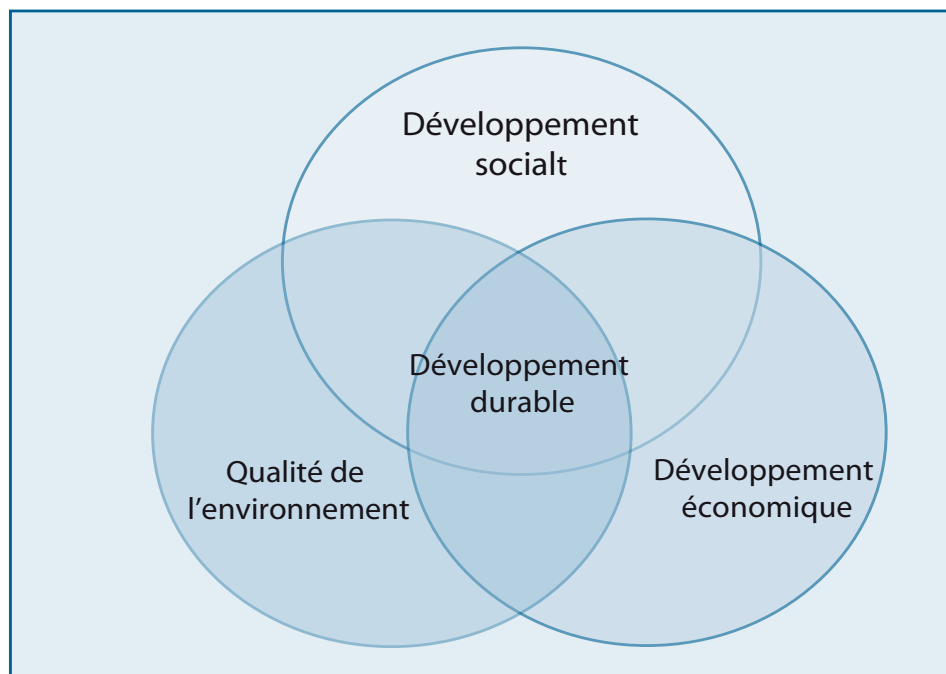 Développement
socialt
Développement
durable
Qualité de
l'environnement
Développement
économique